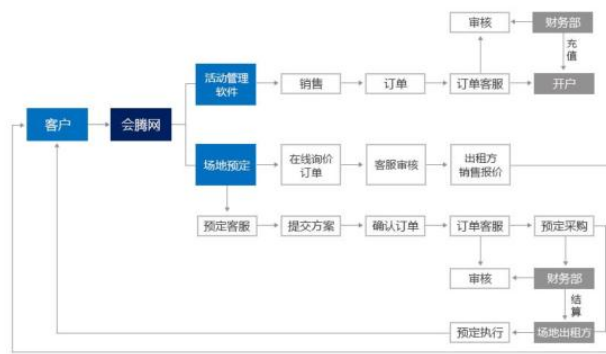 审核
财务部
充
值
活动管理
软件
销售
订单
订单客服
开户
客户
会腾网
场地预定
在线询价
订单
客服审核
出租方
销售报价
预定客服
提交方案
确认订单
订单客服
预定采购
审核
财务部
结
算
预定执行
场地出租方